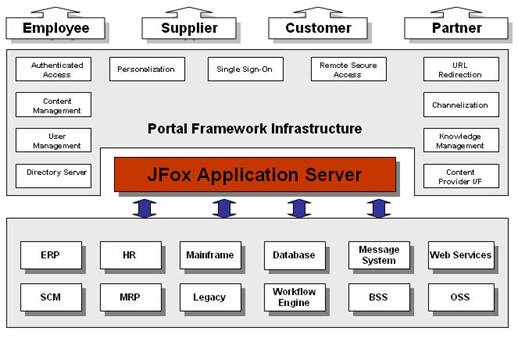 Employee
Supplier
Customer
Partner
Authenticated
Access
Personalization
Single Sign-On
Remote Secure
Access
URL
Redirection
Content
Management
Channelization
Portal Framework Infrastructure
User
Management
Knowledge
Management
Directory Server
JFox Application Server
Content
Provider I/F
ERP
HR
Mainframe
Database
Message
System
Web Services
SCM
MRP
Legacy
Workflow
Engine
BSS
OSS